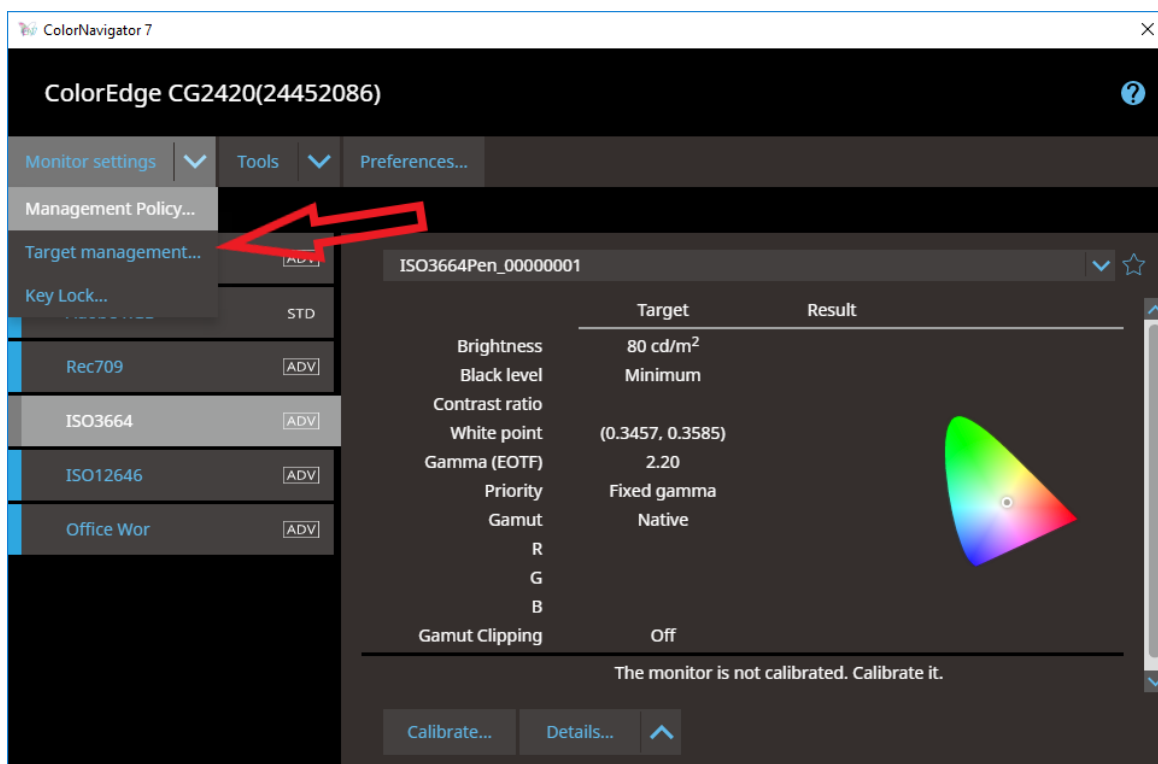 ColorNavigator 7
ColorEdge CG2420(24452086)
Monitor settings Tools Preferences...
Management Policy...
Target management...
Key Lock...
ADV
STD
Rec709 ADV
ISO3664 ADV
ISO12646 ADV
Office Wor ADV
ISO3664Pen_00000001
Target Result
Brightness 80 cd/m²
Black level Minimum
Contrast ratio
White point (0.3457, 0.3585)
Gamma (EOTF) 2.20
Priority Fixed gamma
Gamut Native
R
G
B
Gamut Clipping Off
The monitor is not calibrated. Calibrate it.
Calibrate... Details...